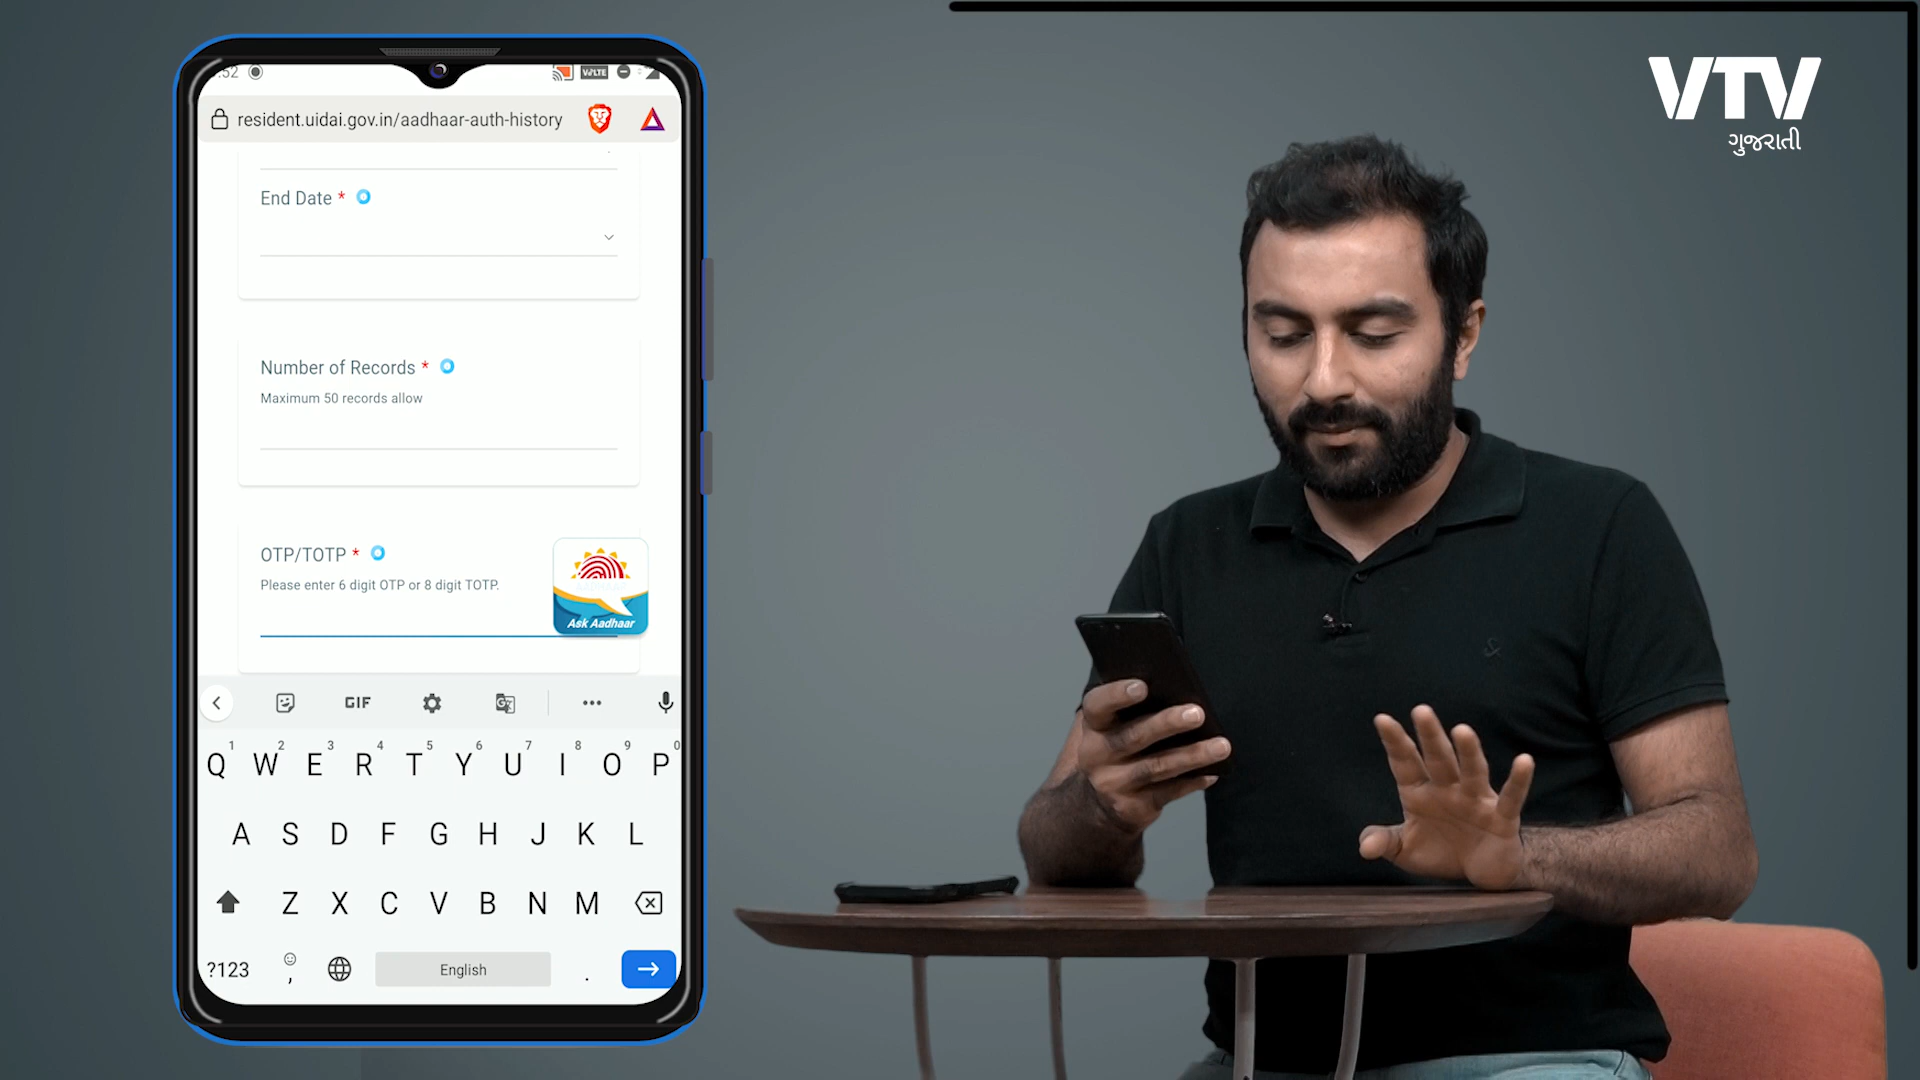 :52
VoLTE
resident.uidai.gov.in/aadhaar-auth-history
End Date *
Number of Records *
Maximum 50 records allow
OTP/TOTP *
Please enter 6 digit OTP or 8 digit TOTP.
Ask Aadhaar
GIF
1 2 3 4 5 6 7 8 9 0
Q W E R T Y U I O P
A S D F G H J K L
Z X C V B N M
?123 , English .
VTV
ગુજરાતી